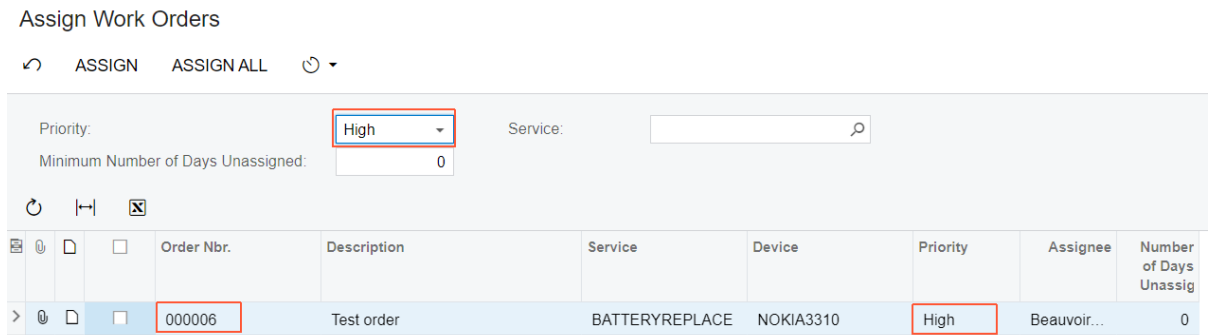 Assign Work Orders
ASSIGN ASSIGN ALL
Priority: High Service:
Minimum Number of Days Unassigned: 0
Order Nbr. Description Service Device Priority Assignee Number of Days Unassig
000006 Test order BATTERYREPLACE NOKIA3310 High Beauvoir... 0